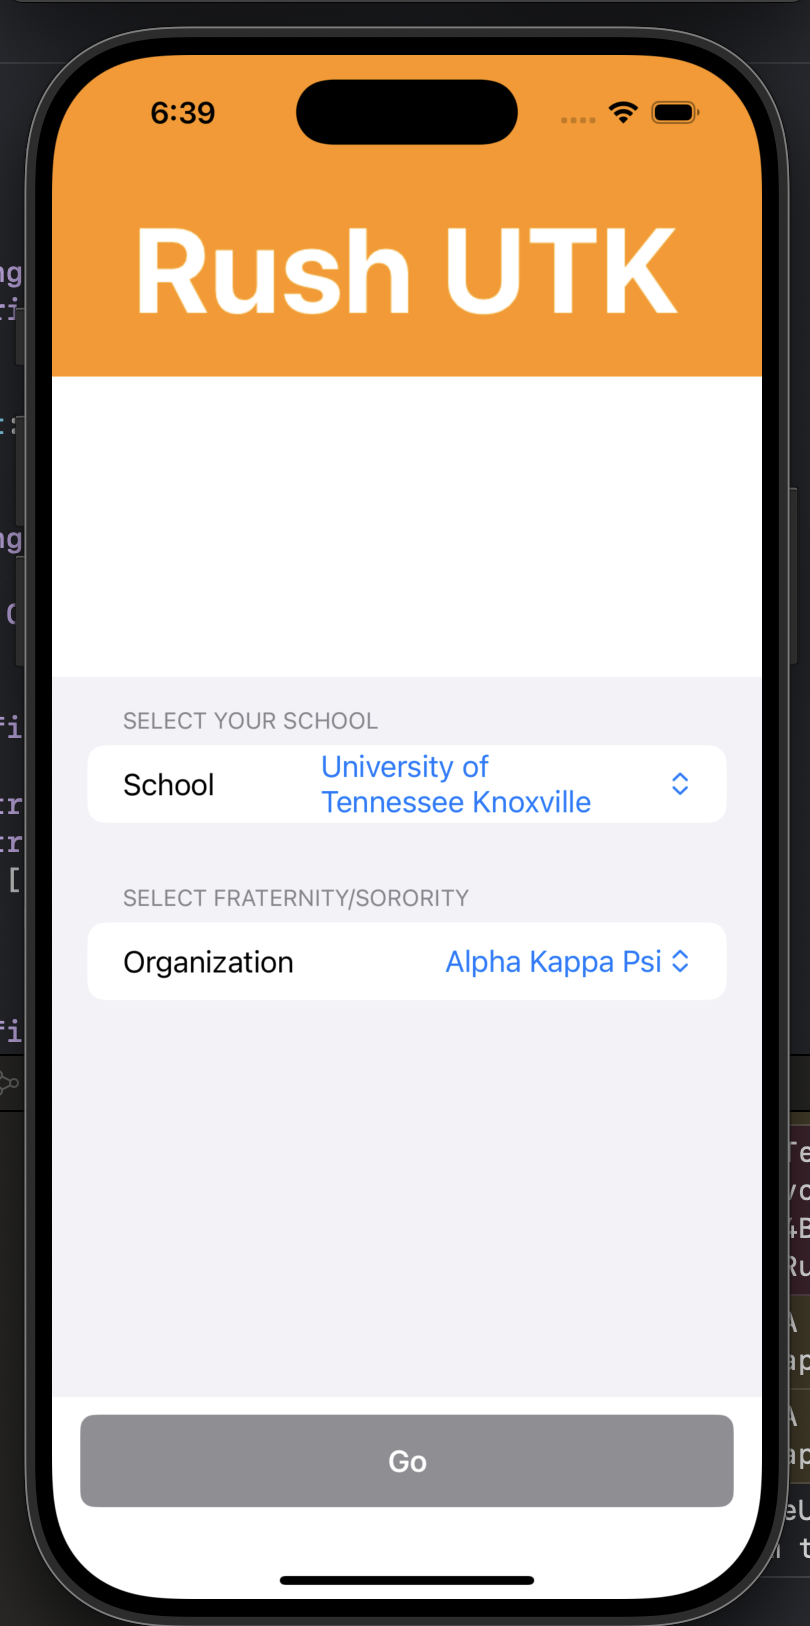 6:39
Rush UTK
SELECT YOUR SCHOOL
School
University of
Tennessee Knoxville
SELECT FRATERNITY/SORORITY
Organization
Alpha Kappa Psi
Go